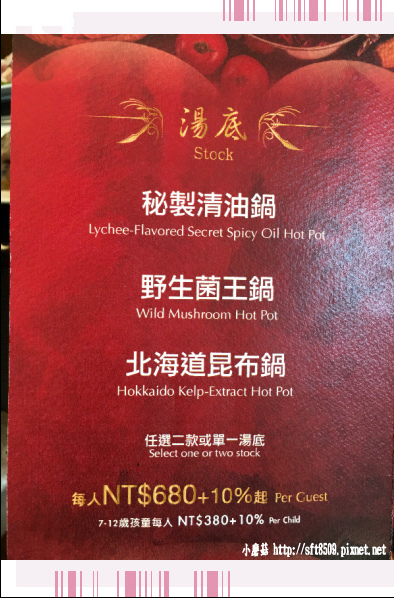 湯底
Stock
秘製清油鍋
Lychee-Flavored Secret Spicy Oil Hot Pot
野生菌王鍋
Wild Mushroom Hot Pot
北海道昆布鍋
Hokkaido Kelp-Extract Hot Pot
任選二款或單一湯底
Select one or two stock
每人NT$680+10%起 Per Guest
7-12歲孩童每人 NT$380+10% Per Child
小蘑菇 http://sft8509.pixnet.net